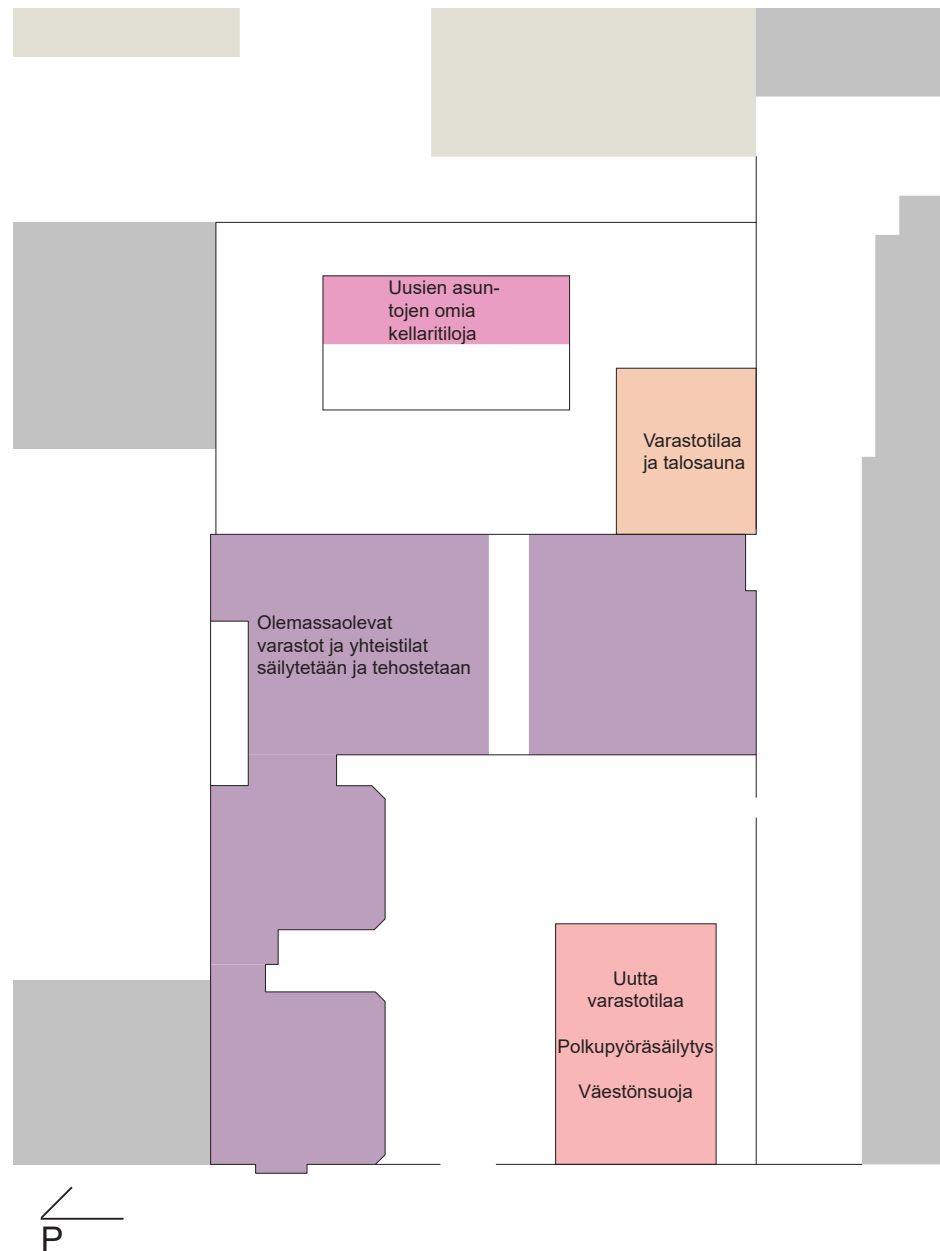 Uusien asun-
tojen omia
kellaritiloja
Varastotilaa
ja talosauna
Olemassaolevat
varastot ja yhteistilat
säilytetään ja tehostetaan
Uutta
varastotilaa
Polkupyöräsäilytys
Väestönsuoja
P